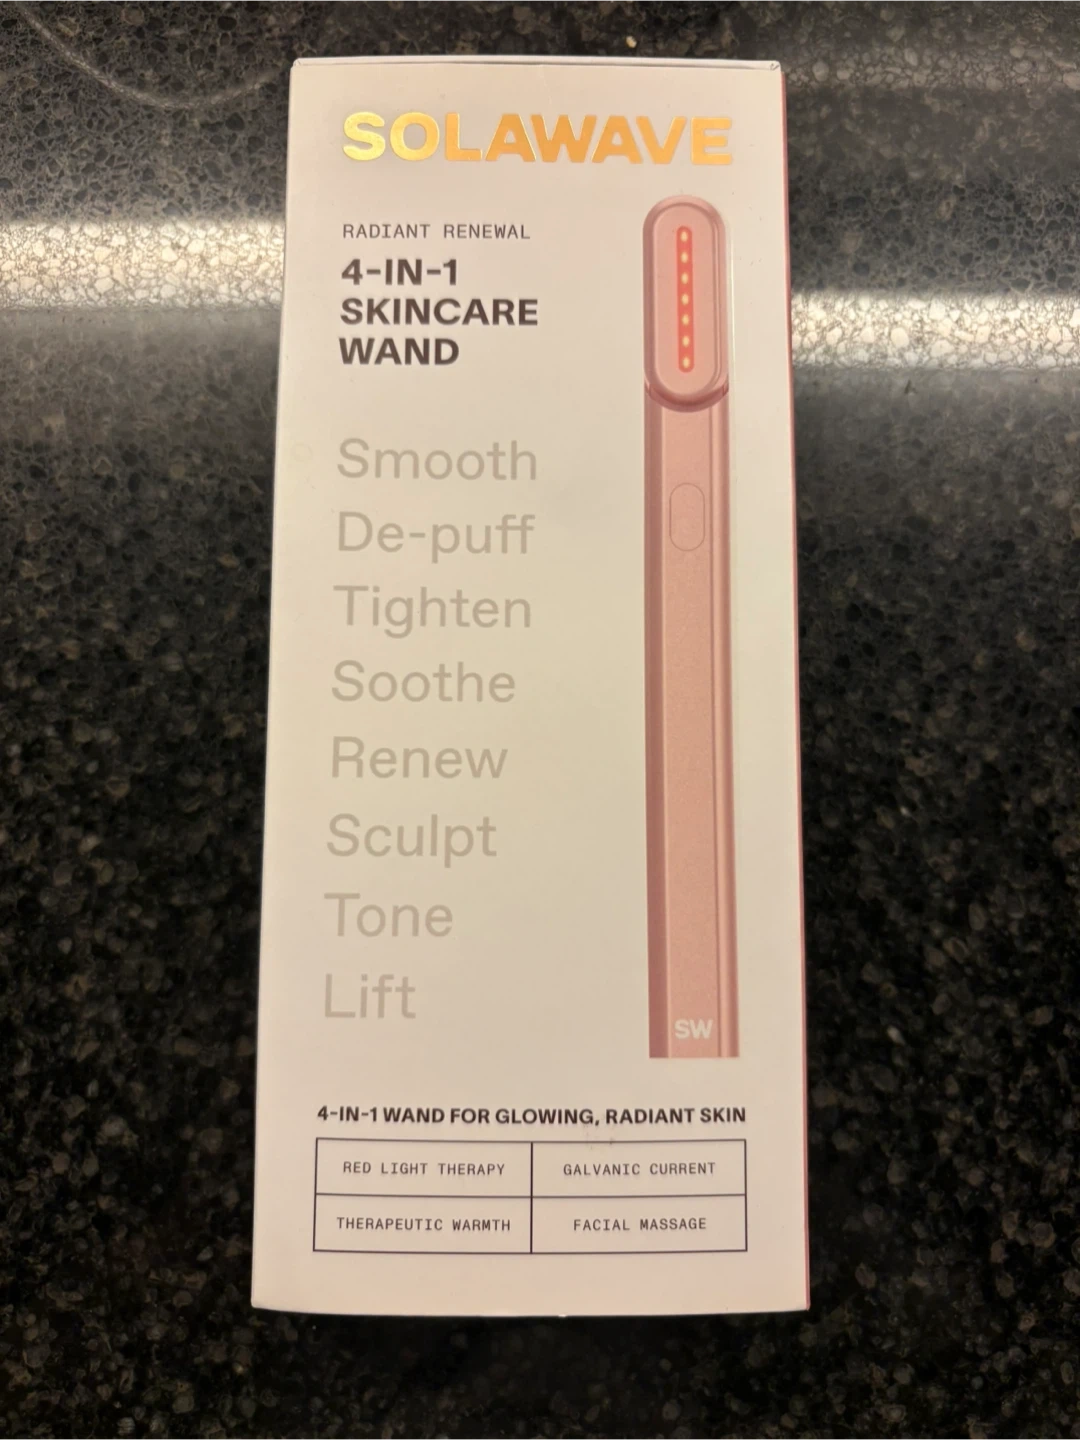 SOLAWAVE
RADIANT RENEWAL
4-IN-1
SKINCARE
WAND
Smooth
De-puff
Tighten
Soothe
Renew
Sculpt
Tone
Lift
SW
4-IN-1 WAND FOR GLOWING, RADIANT SKIN
RED LIGHT THERAPY
GALVANIC CURRENT
THERAPEUTIC WARMTH
FACIAL MASSAGE